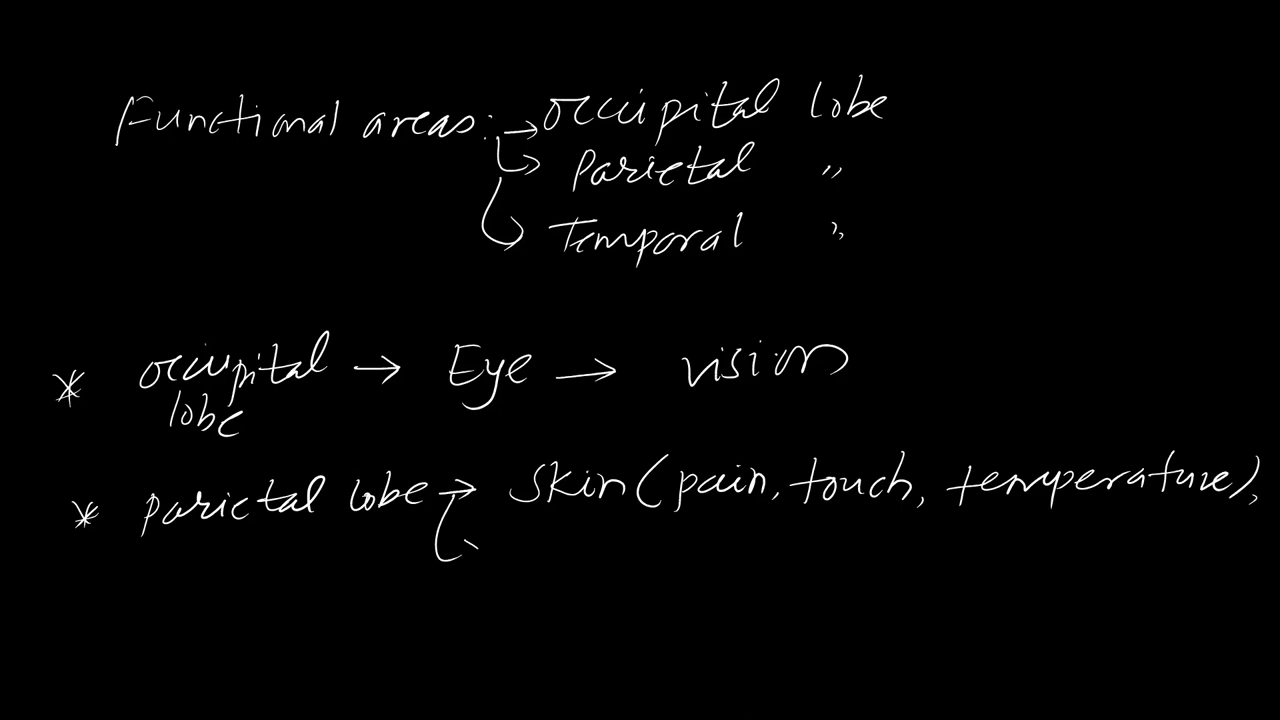 Functional areas: → occipital lobe
→ Parietal "
→ Temporal "
* occipital → Eye → vision
lobe
* parietal lobe → skin (pain, touch, temperature),